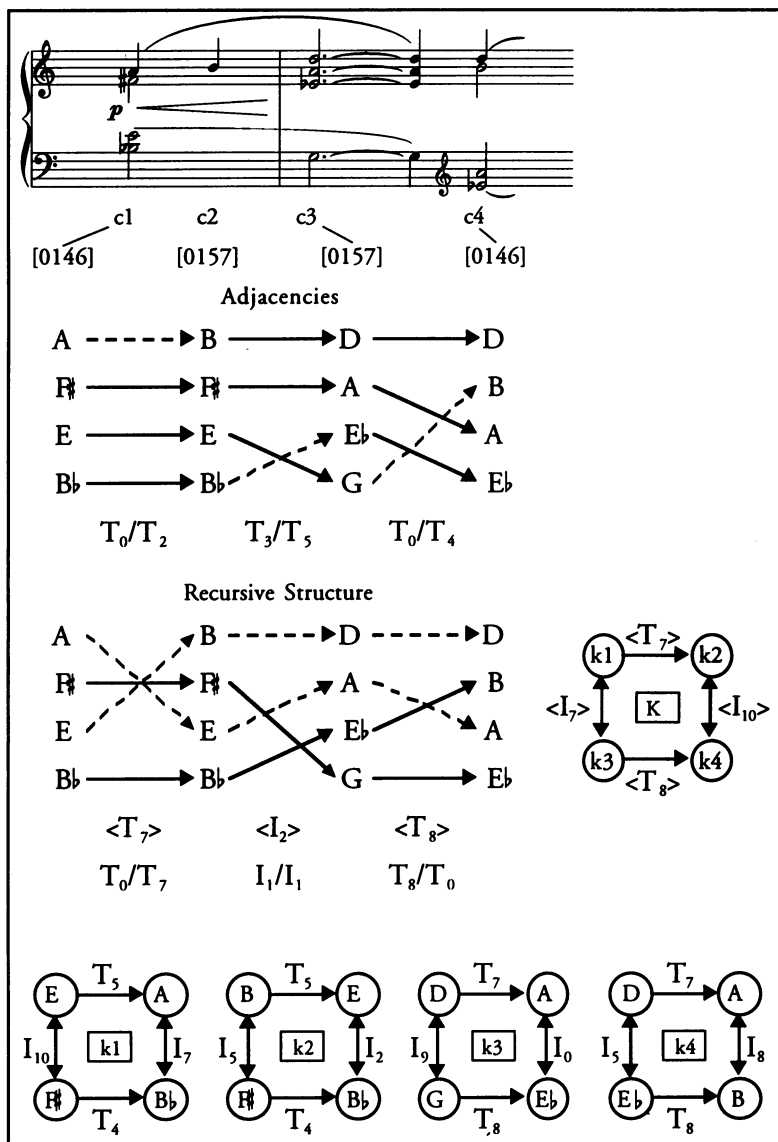 p
c1 c2 c3 c4
[0146] [0157] [0157] [0146]
Adjacencies
A B D D
F♯ F♯ A B
E E E♭ A
B♭ B♭ G E♭
T₀/T₂ T₃/T₅ T₀/T₄
Recursive Structure
A B D D
F♯ F♯ A B
E E E♭ A
B♭ B♭ G E♭
<T₇> <I₂> <T₈>
T₀/T₇ I₁/I₁ T₈/T₀
<T₇>
k1 k2
<I₇> K <I₁₀>
k3 k4
<T₈>
T₅ T₅ T₇ T₇
E A B E D A D A
I₁₀ k1 I₇ I₅ k2 I₂ I₉ k3 I₀ I₅ k4 I₈
F♯ B♭ F♯ B♭ G E♭ E♭ B
T₄ T₄ T₈ T₈